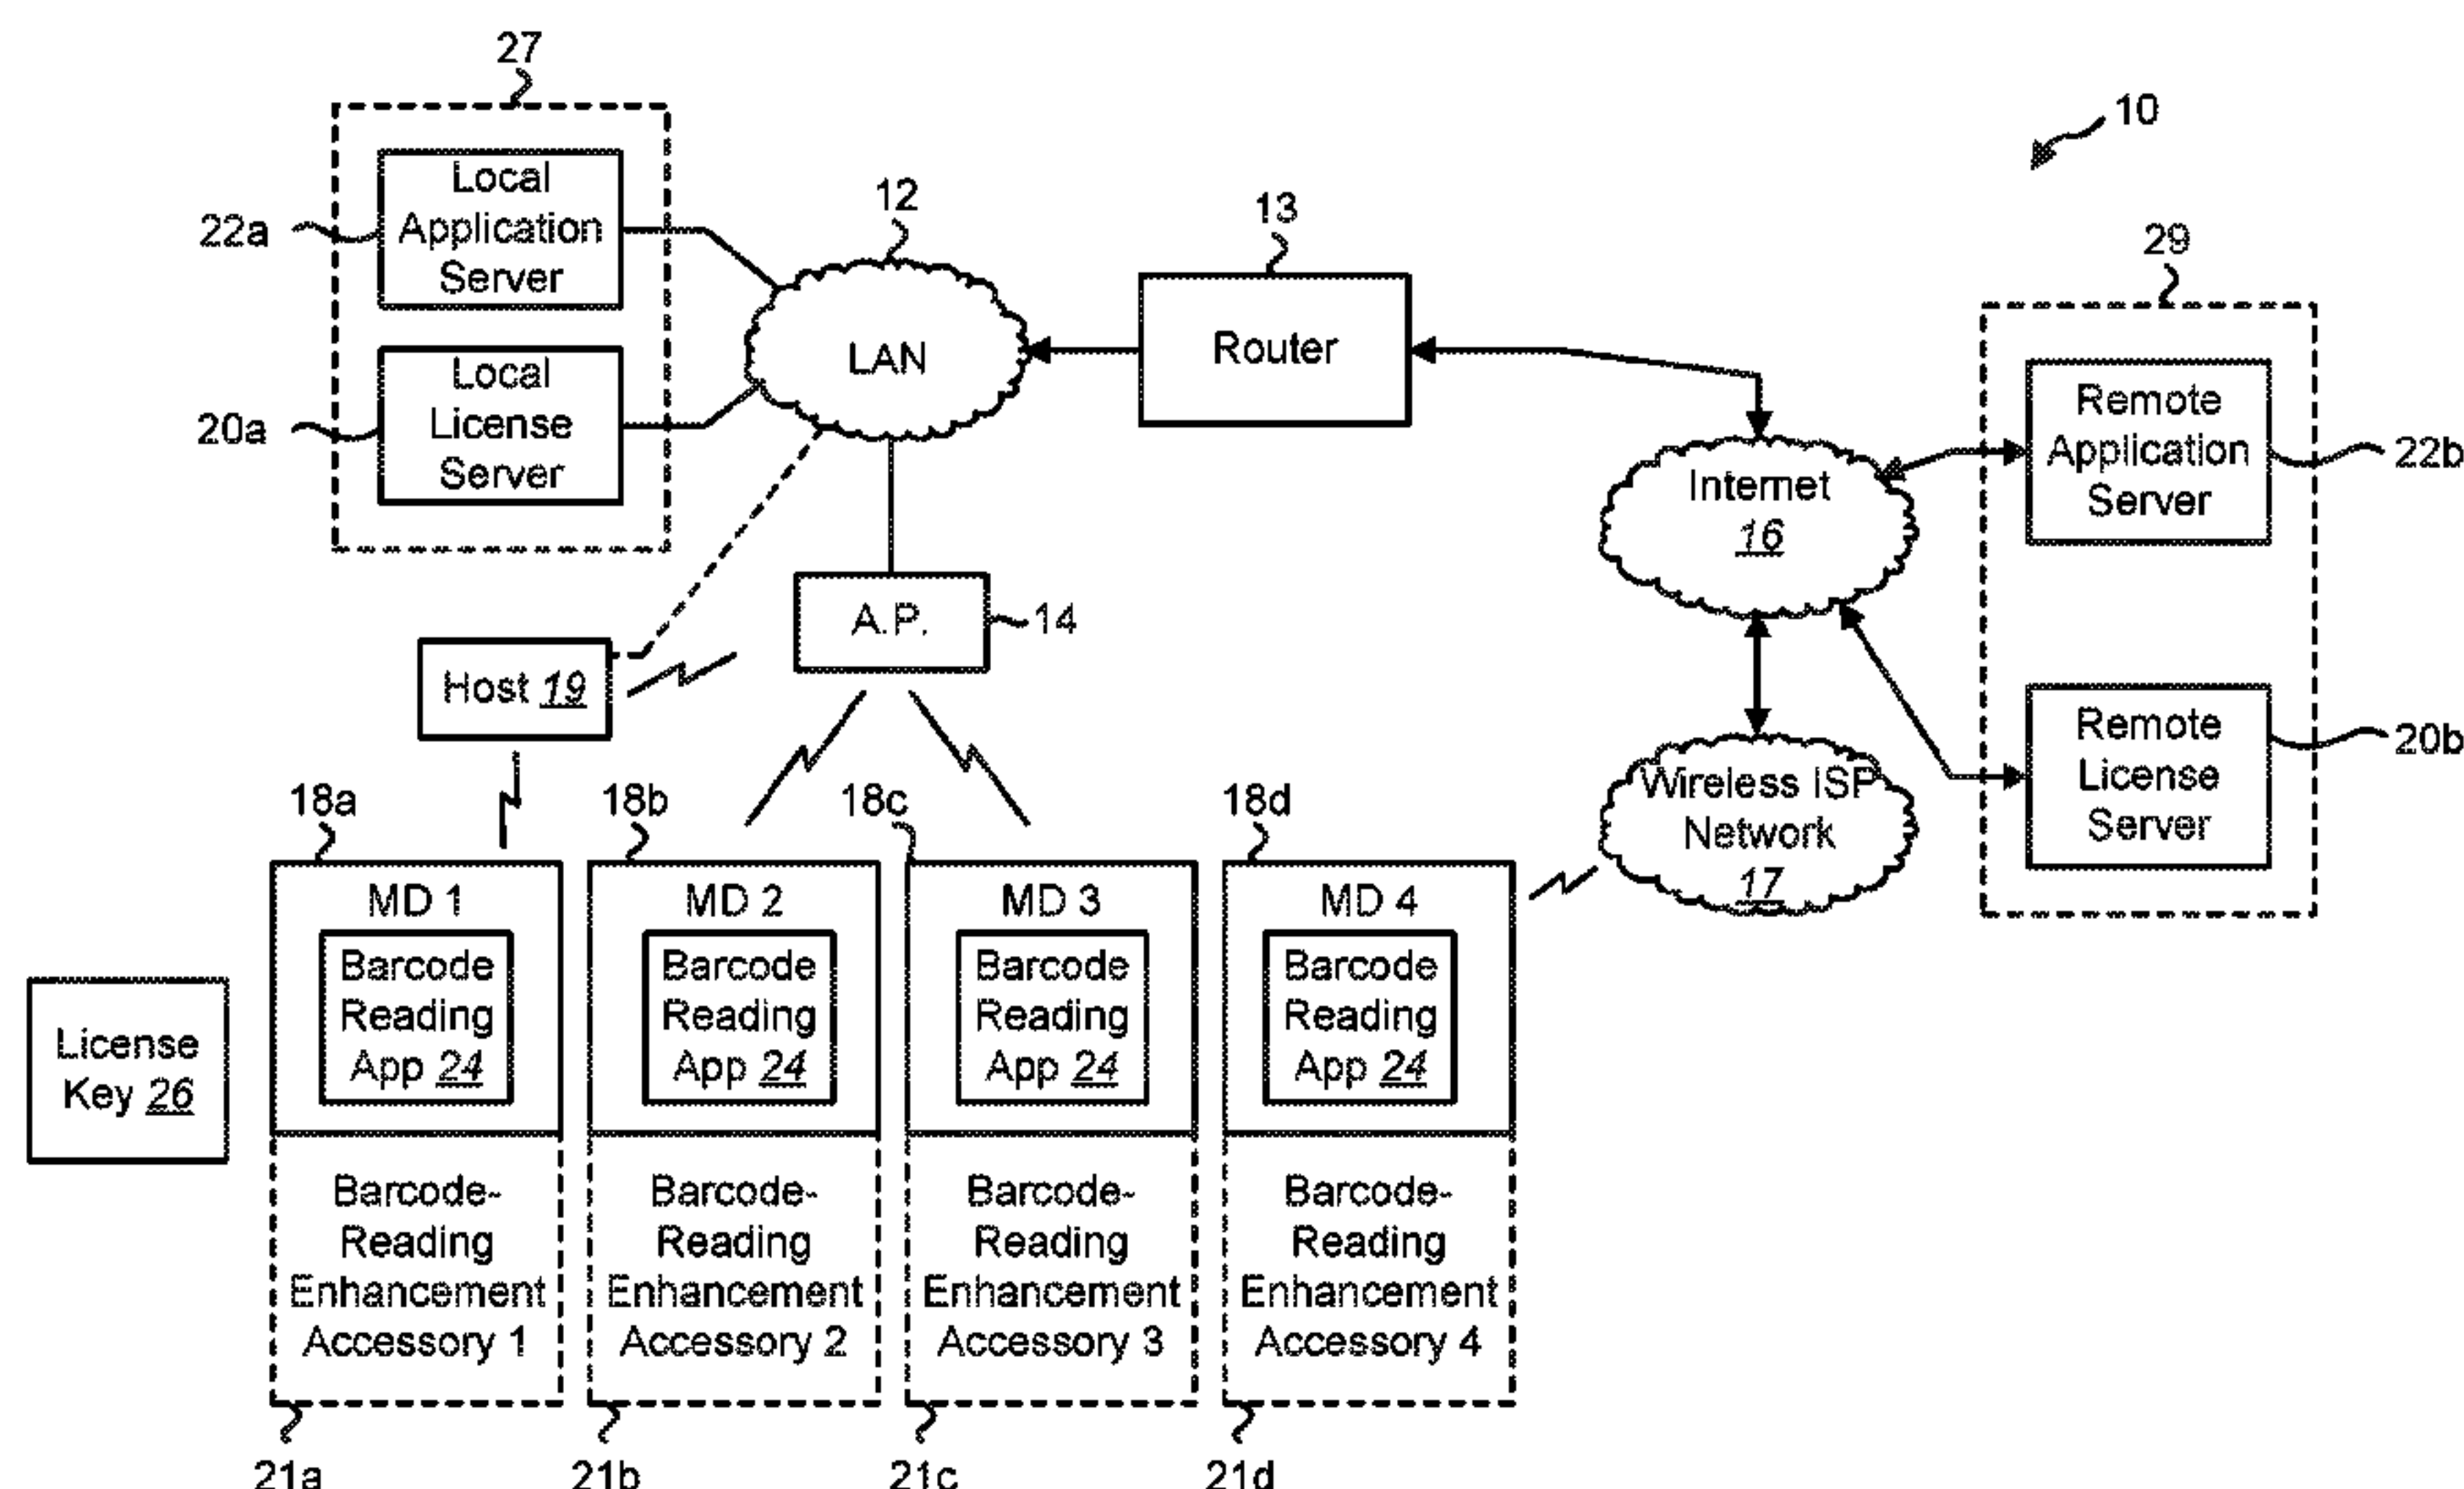 27
10
Local
Application
Server
22a
12
13
29
LAN
Router
Local
License
Server
20a
Remote
Application
Server
22b
Internet
16
A.P.
14
Host 19
Remote
License
Server
20b
Wireless ISP
Network
17
18a
18b
18c
18d
MD 1
Barcode
Reading
App 24
MD 2
Barcode
Reading
App 24
MD 3
Barcode
Reading
App 24
MD 4
Barcode
Reading
App 24
License
Key 26
Barcode-
Reading
Enhancement
Accessory 1
Barcode-
Reading
Enhancement
Accessory 2
Barcode-
Reading
Enhancement
Accessory 3
Barcode-
Reading
Enhancement
Accessory 4
21a
21b
21c
21d